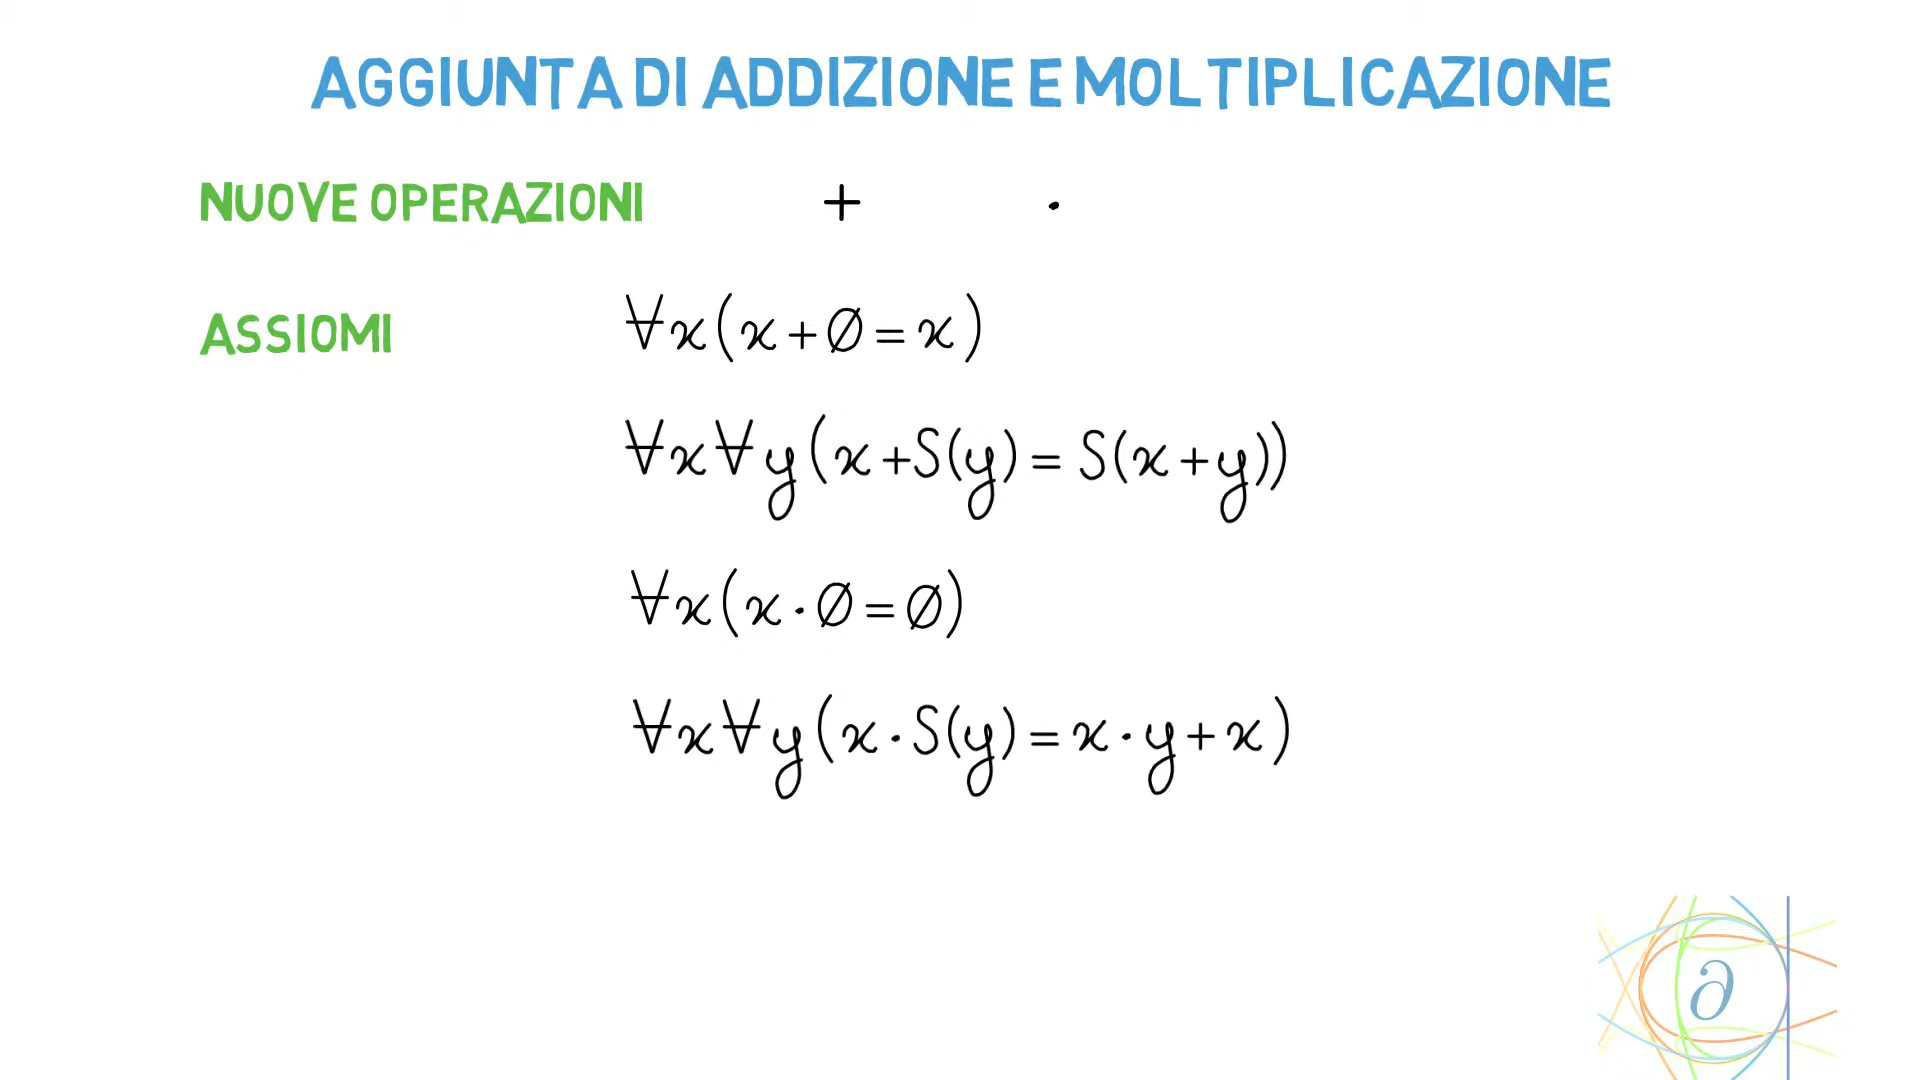 AGGIUNTA DI ADDIZIONE E MOLTIPLICAZIONE
NUOVE OPERAZIONI + ·
ASSIOMI ∀x(x+∅=x)
∀x∀y(x+S(y)=S(x+y))
∀x(x·∅=∅)
∀x∀y(x·S(y)=x·y+x)
∂